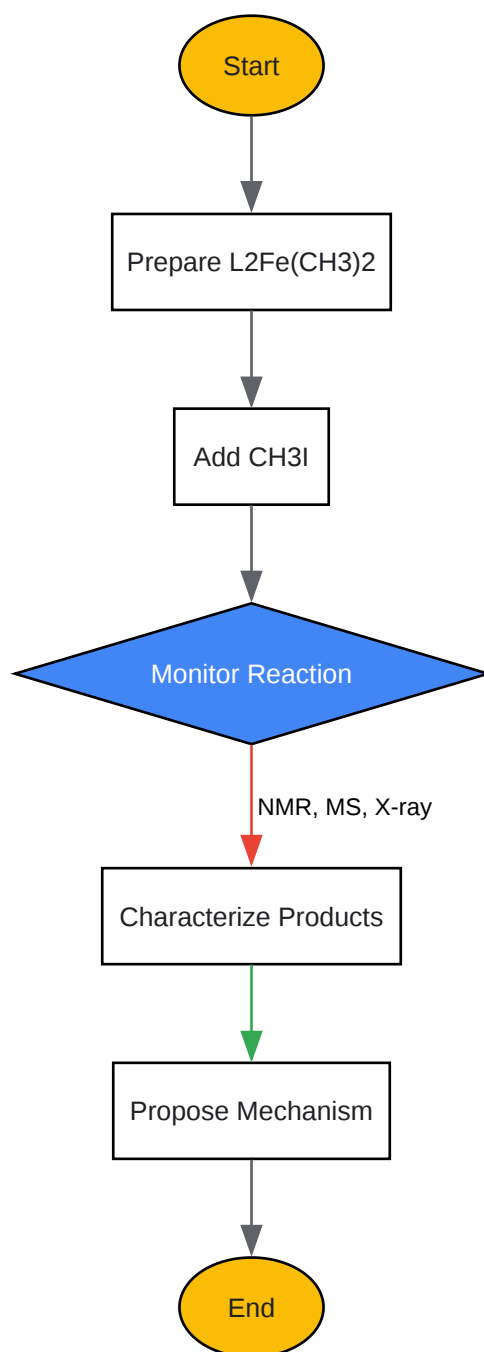 Start
Prepare L2Fe(CH3)2
Add CH3I
Monitor Reaction
NMR, MS, X-ray
Characterize Products
Propose Mechanism
End